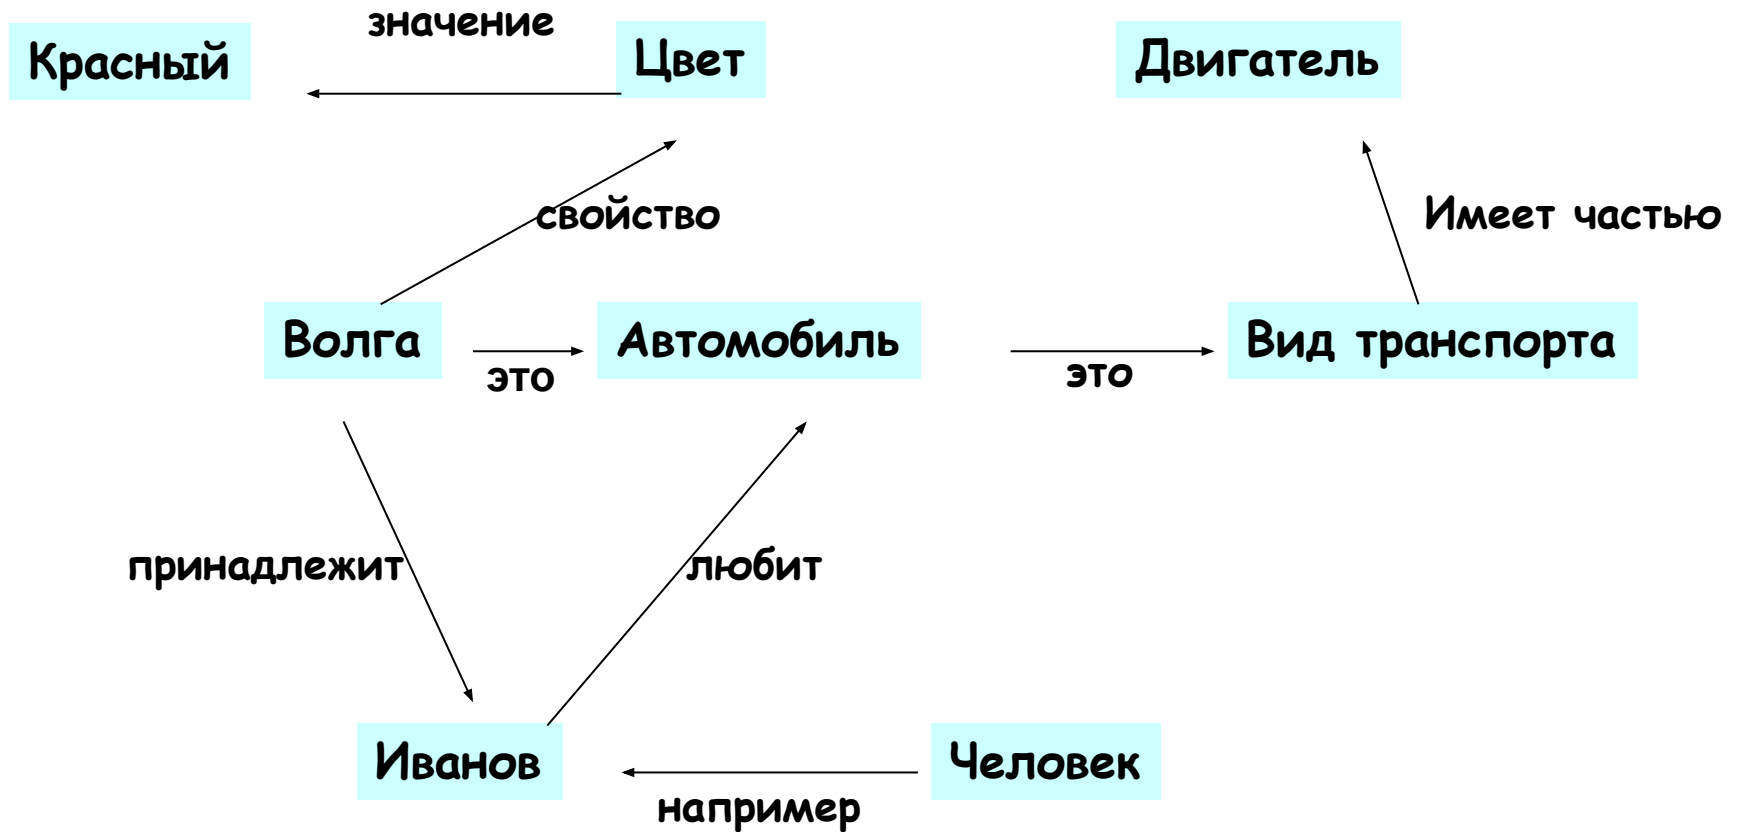 значение
Красный
Цвет
Двигатель
свойство
Имеет частью
Волга
Автомобиль
Вид транспорта
это
это
принадлежит
любит
Иванов
Человек
например